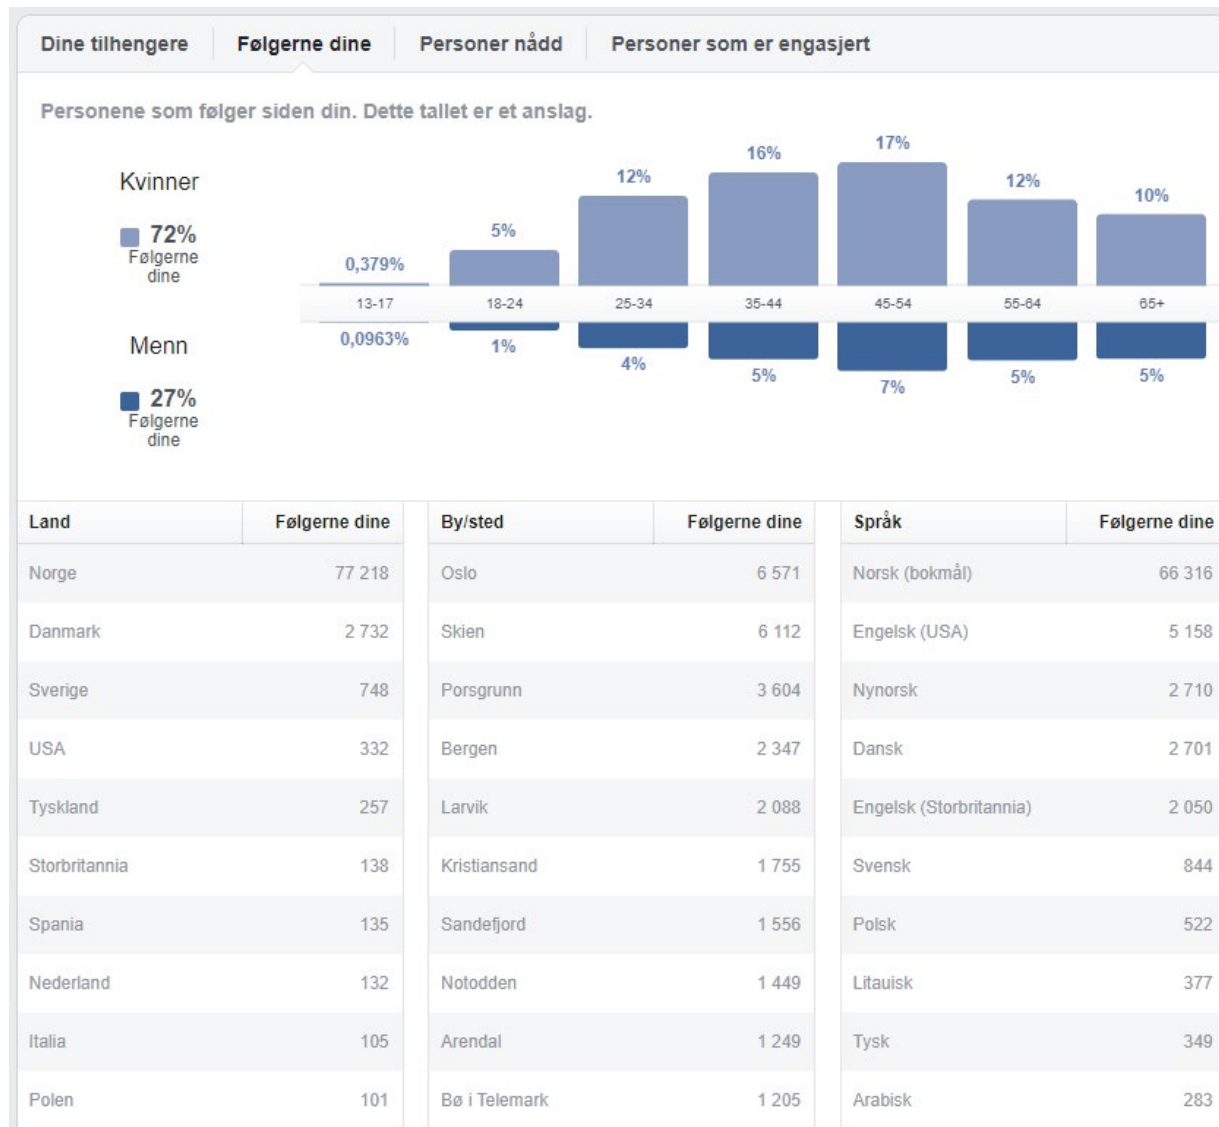 Dine tilhengere Følgerne dine Personer nådd Personer som er engasjert
Personene som følger siden din. Dette tallet er et anslag.
Kvinner
72%
Følgerne
dine
0,379% 5% 12% 16% 17% 12% 10%
13-17 18-24 25-34 35-44 45-54 55-64 65+
0,0963% 1% 4% 5% 7% 5% 5%
Menn
27%
Følgerne
dine
Land Følgerne dine By/sted Følgerne dine Språk Følgerne dine
Norge 77 218 Oslo 6 571 Norsk (bokmål) 66 316
Danmark 2 732 Skien 6 112 Engelsk (USA) 5 158
Sverige 748 Porsgrunn 3 604 Nynorsk 2 710
USA 332 Bergen 2 347 Dansk 2 701
Tyskland 257 Larvik 2 088 Engelsk (Storbritannia) 2 050
Storbritannia 138 Kristiansand 1 755 Svensk 844
Spania 135 Sandefjord 1 556 Polsk 522
Nederland 132 Notodden 1 449 Litauisk 377
Italia 105 Arendal 1 249 Tysk 349
Polen 101 Bø i Telemark 1 205 Arabisk 283